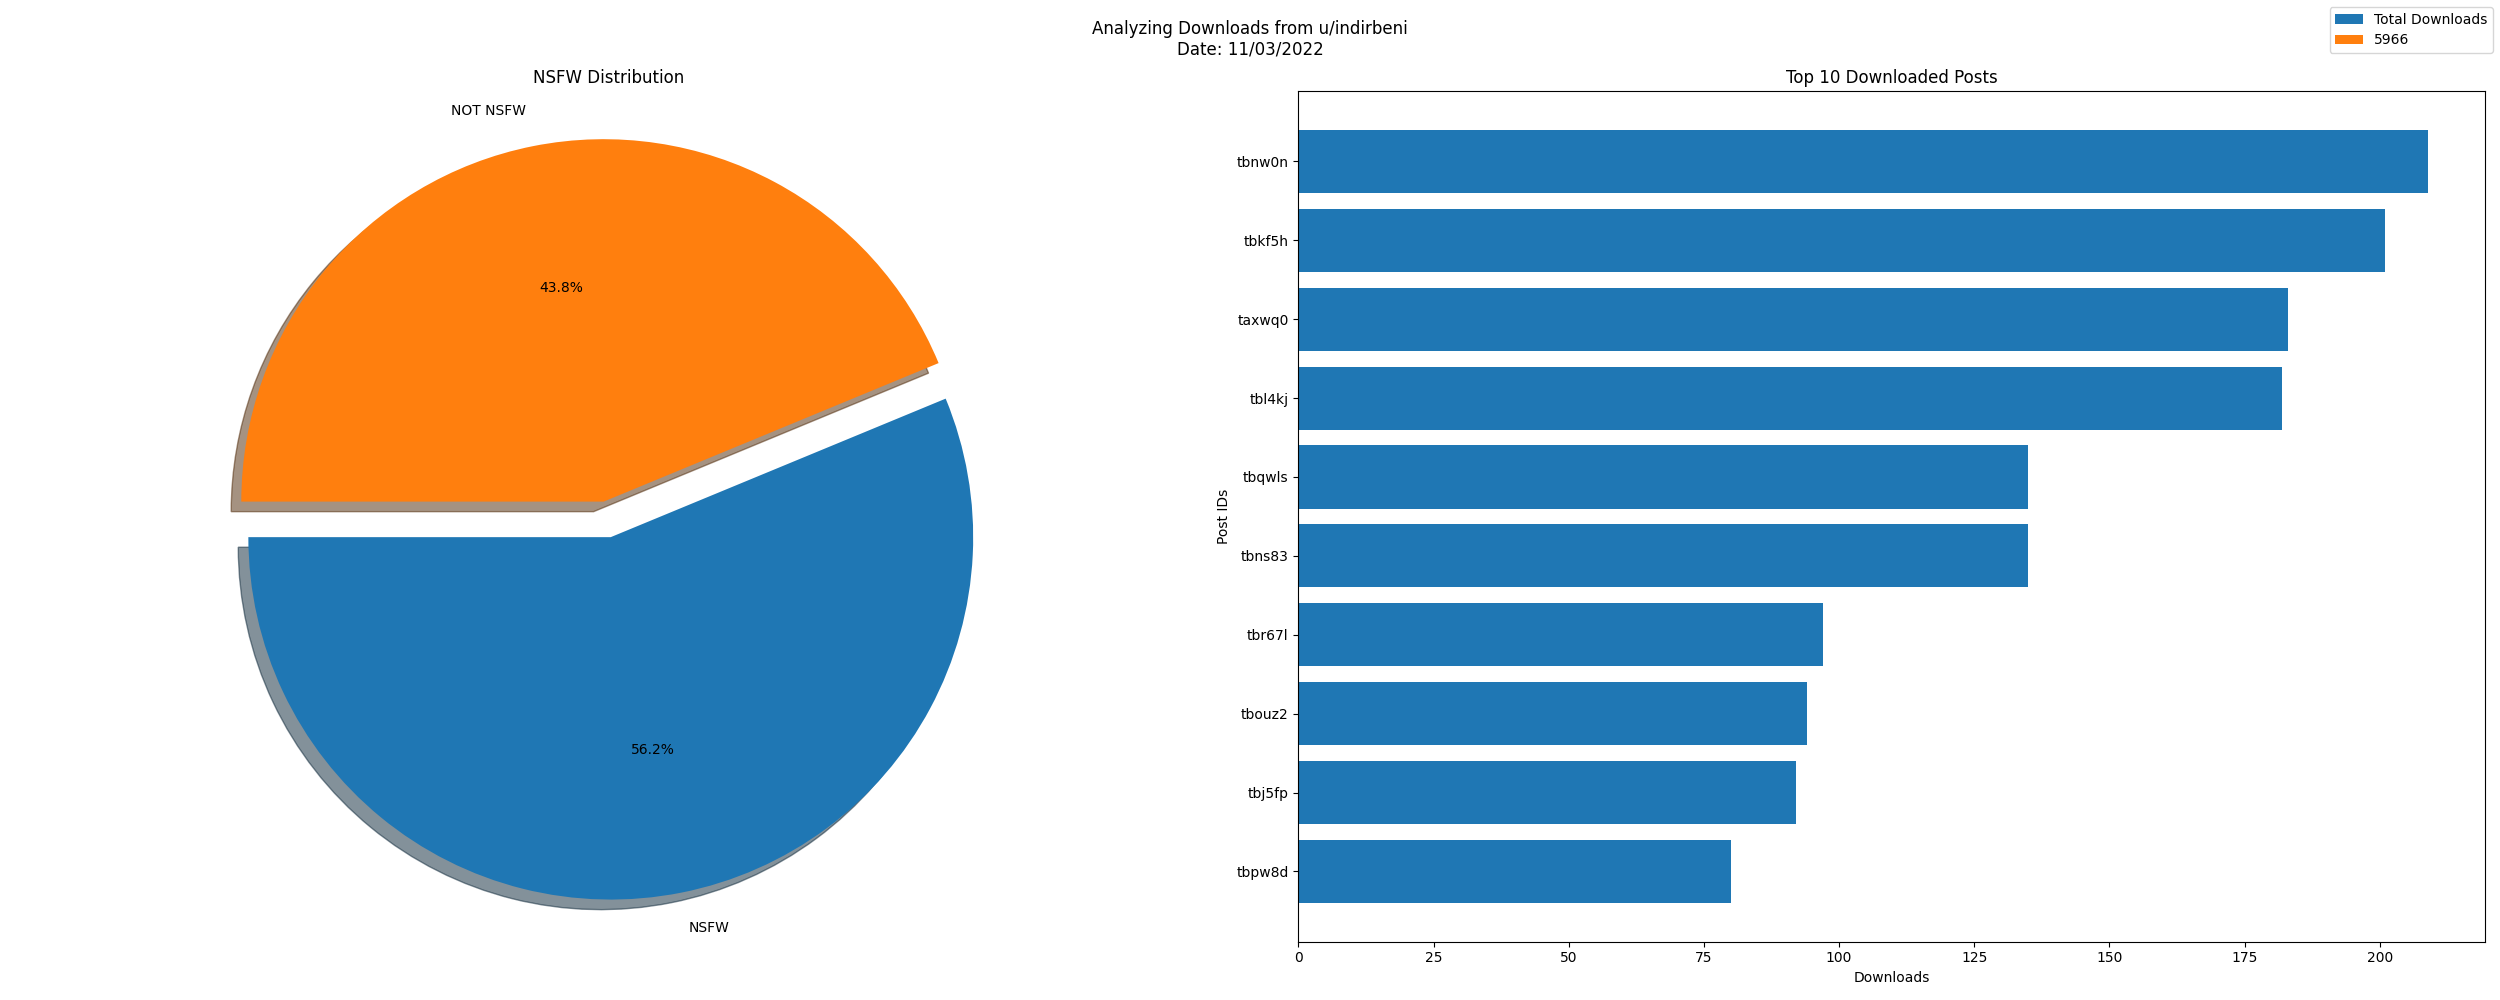 Analyzing Downloads from u/indirbeni
Date: 11/03/2022
Total Downloads
5966
NSFW Distribution
NOT NSFW
43.8%
56.2%
NSFW
Top 10 Downloaded Posts
Post IDs
tbnw0n
tbkf5h
taxwq0
tbl4kj
tbqwls
tbns83
tbr67l
tbouz2
tbj5fp
tbpw8d
0 25 50 75 100 125 150 175 200
Downloads